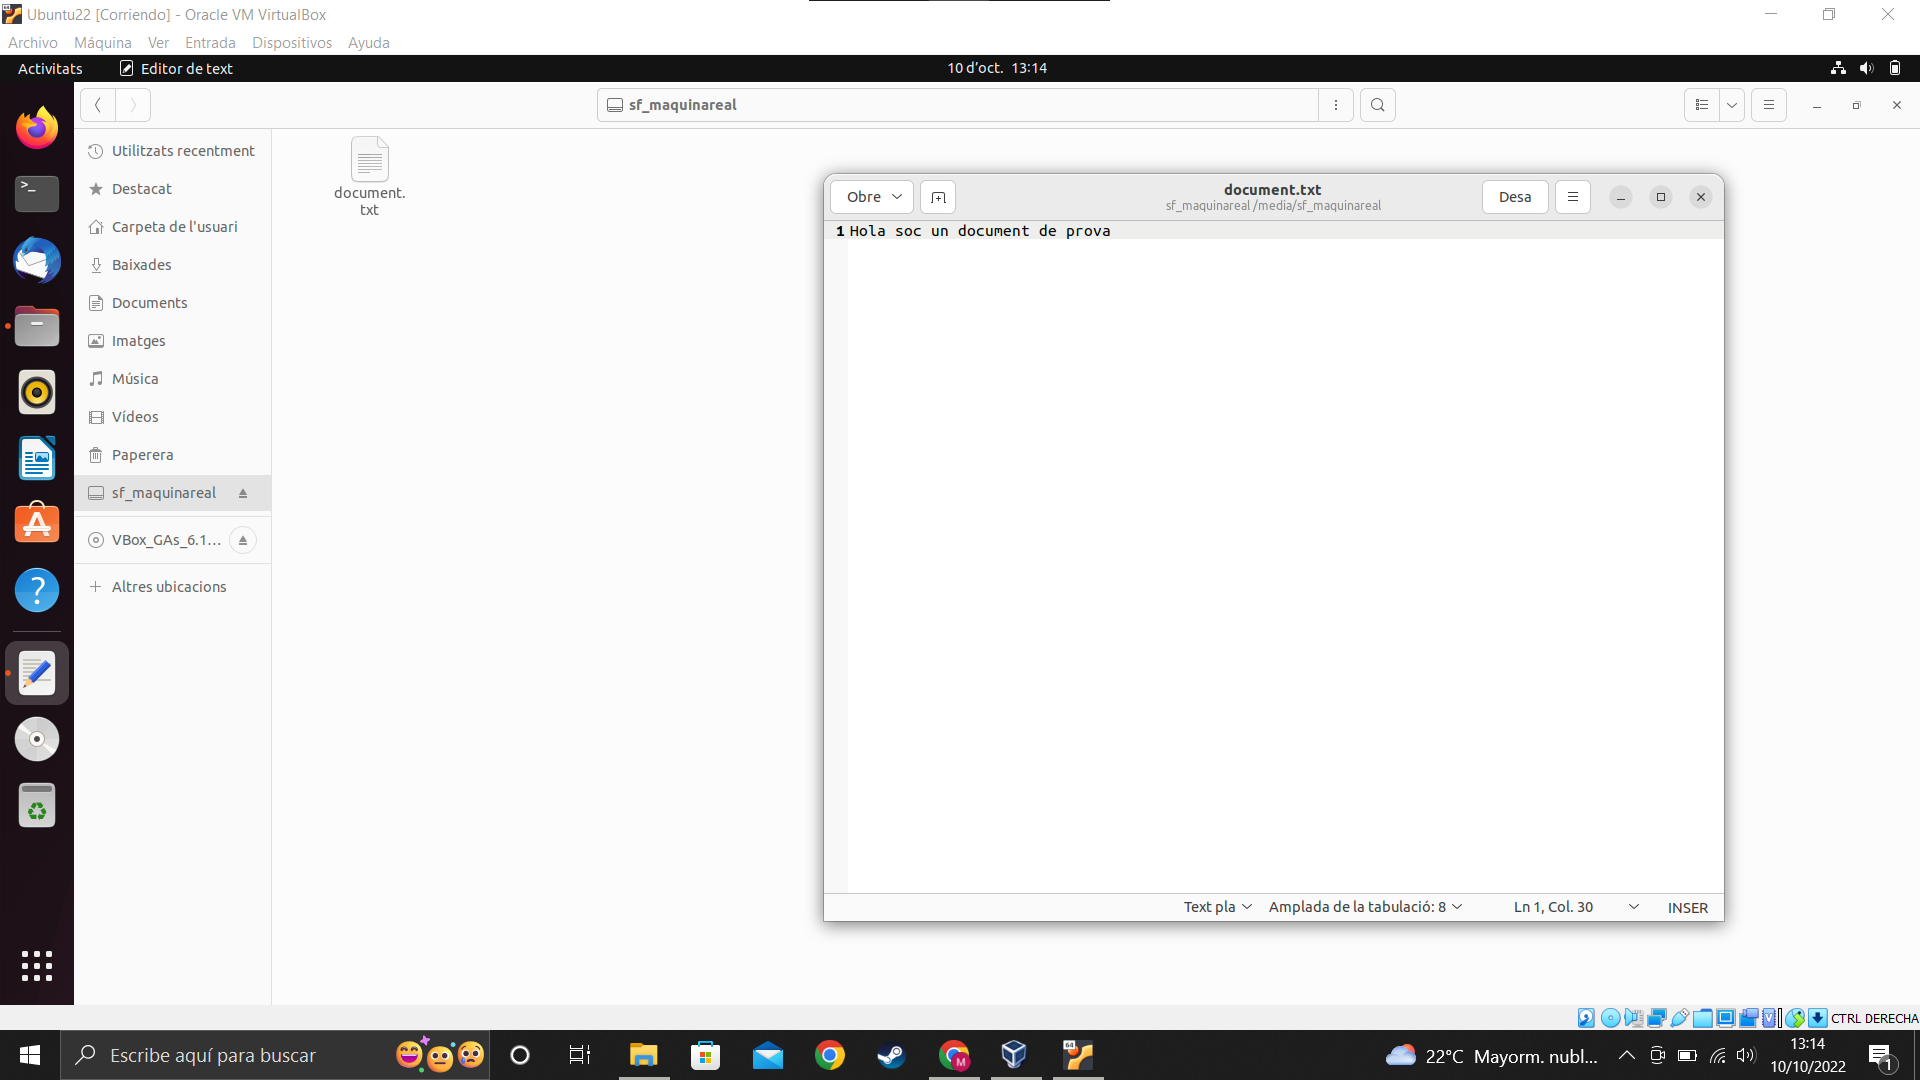 Ubuntu22 [Corriendo] - Oracle VM VirtualBox
Archivo Máquina Ver Entrada Dispositivos Ayuda
Activitats Editor de text 10 d'oct. 13:14
sf_maquinareal
Utilitzats recentment
Destacat
Carpeta de l'usuari
Baixades
Documents
Imatges
Música
Vídeos
Paperera
sf_maquinareal
VBox_GAs_6.1...
Altres ubicacions
document.
txt
Obre
document.txt
sf_maquinareal /media/sf_maquinareal
Desa
1 Hola soc un document de prova
Text pla Amplada de la tabulació: 8 Ln 1, Col. 30 INSER
CTRL DERECHA
Escribe aquí para buscar
22°C Mayorm. nubl...
13:14
10/10/2022
1